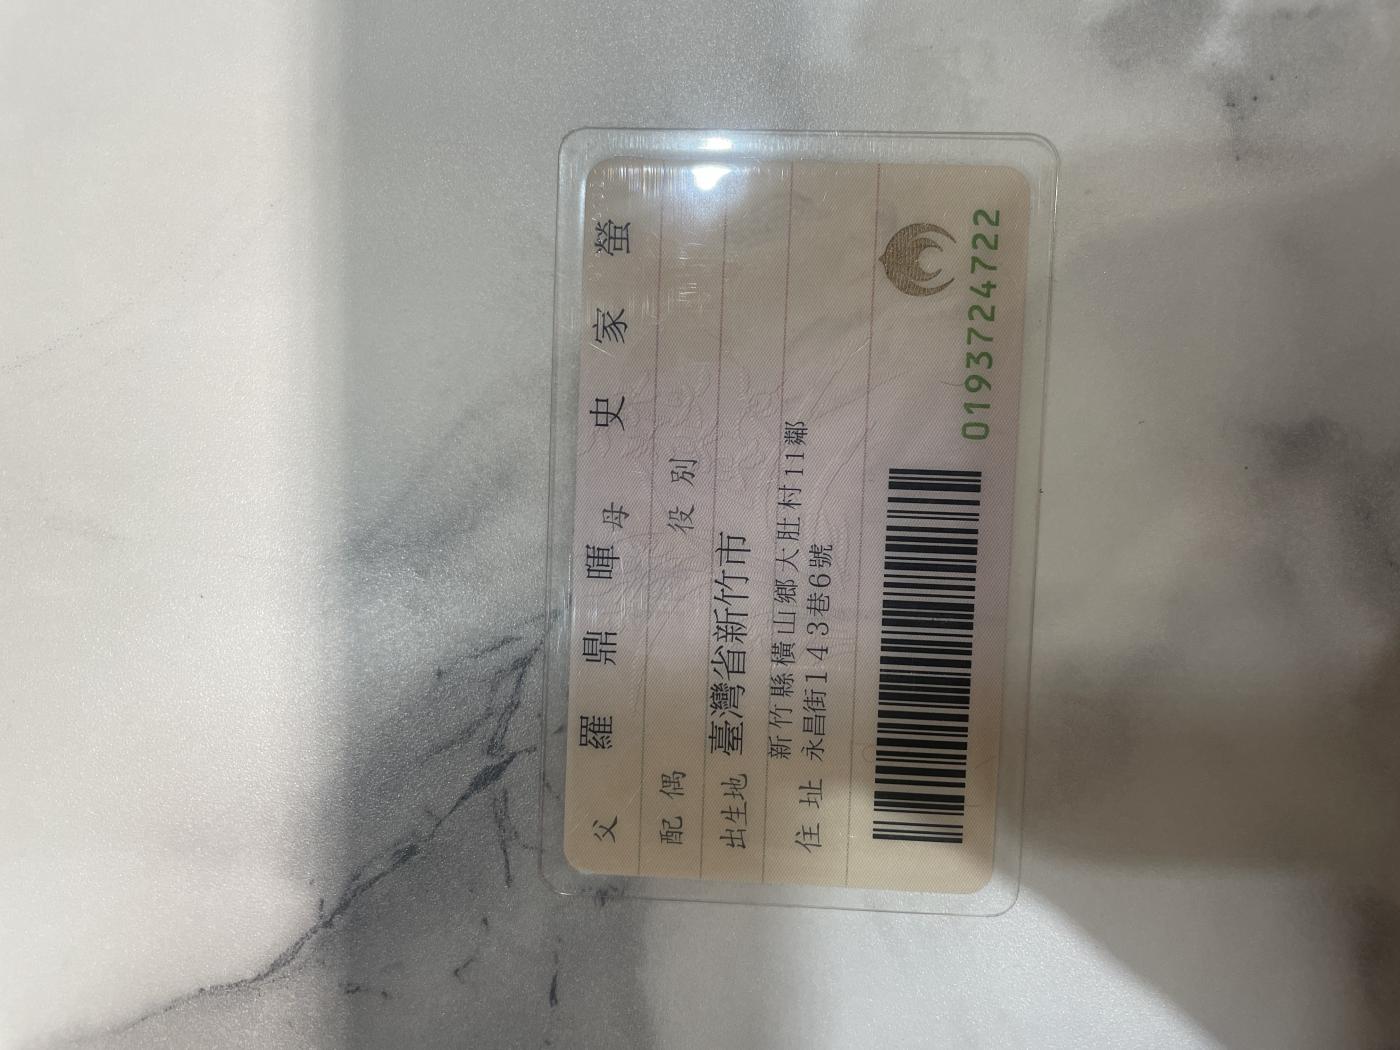 父 羅鼎暉 母 史家螢
配偶 役別
出生地 臺灣省新竹市
住址 新竹縣橫山鄉大肚村11鄰
永昌街143巷6號
0193724722